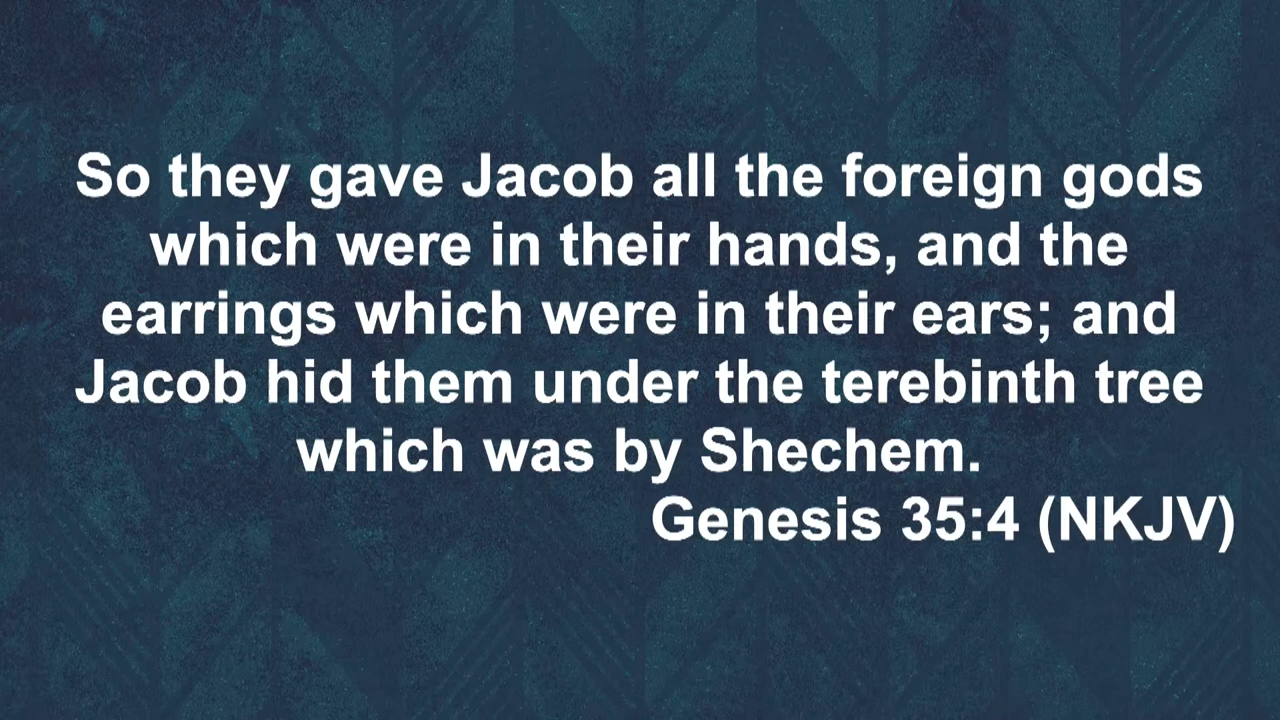 So they gave Jacob all the foreign gods
which were in their hands, and the
earrings which were in their ears; and
Jacob hid them under the terebinth tree
which was by Shechem.
Genesis 35:4 (NKJV)